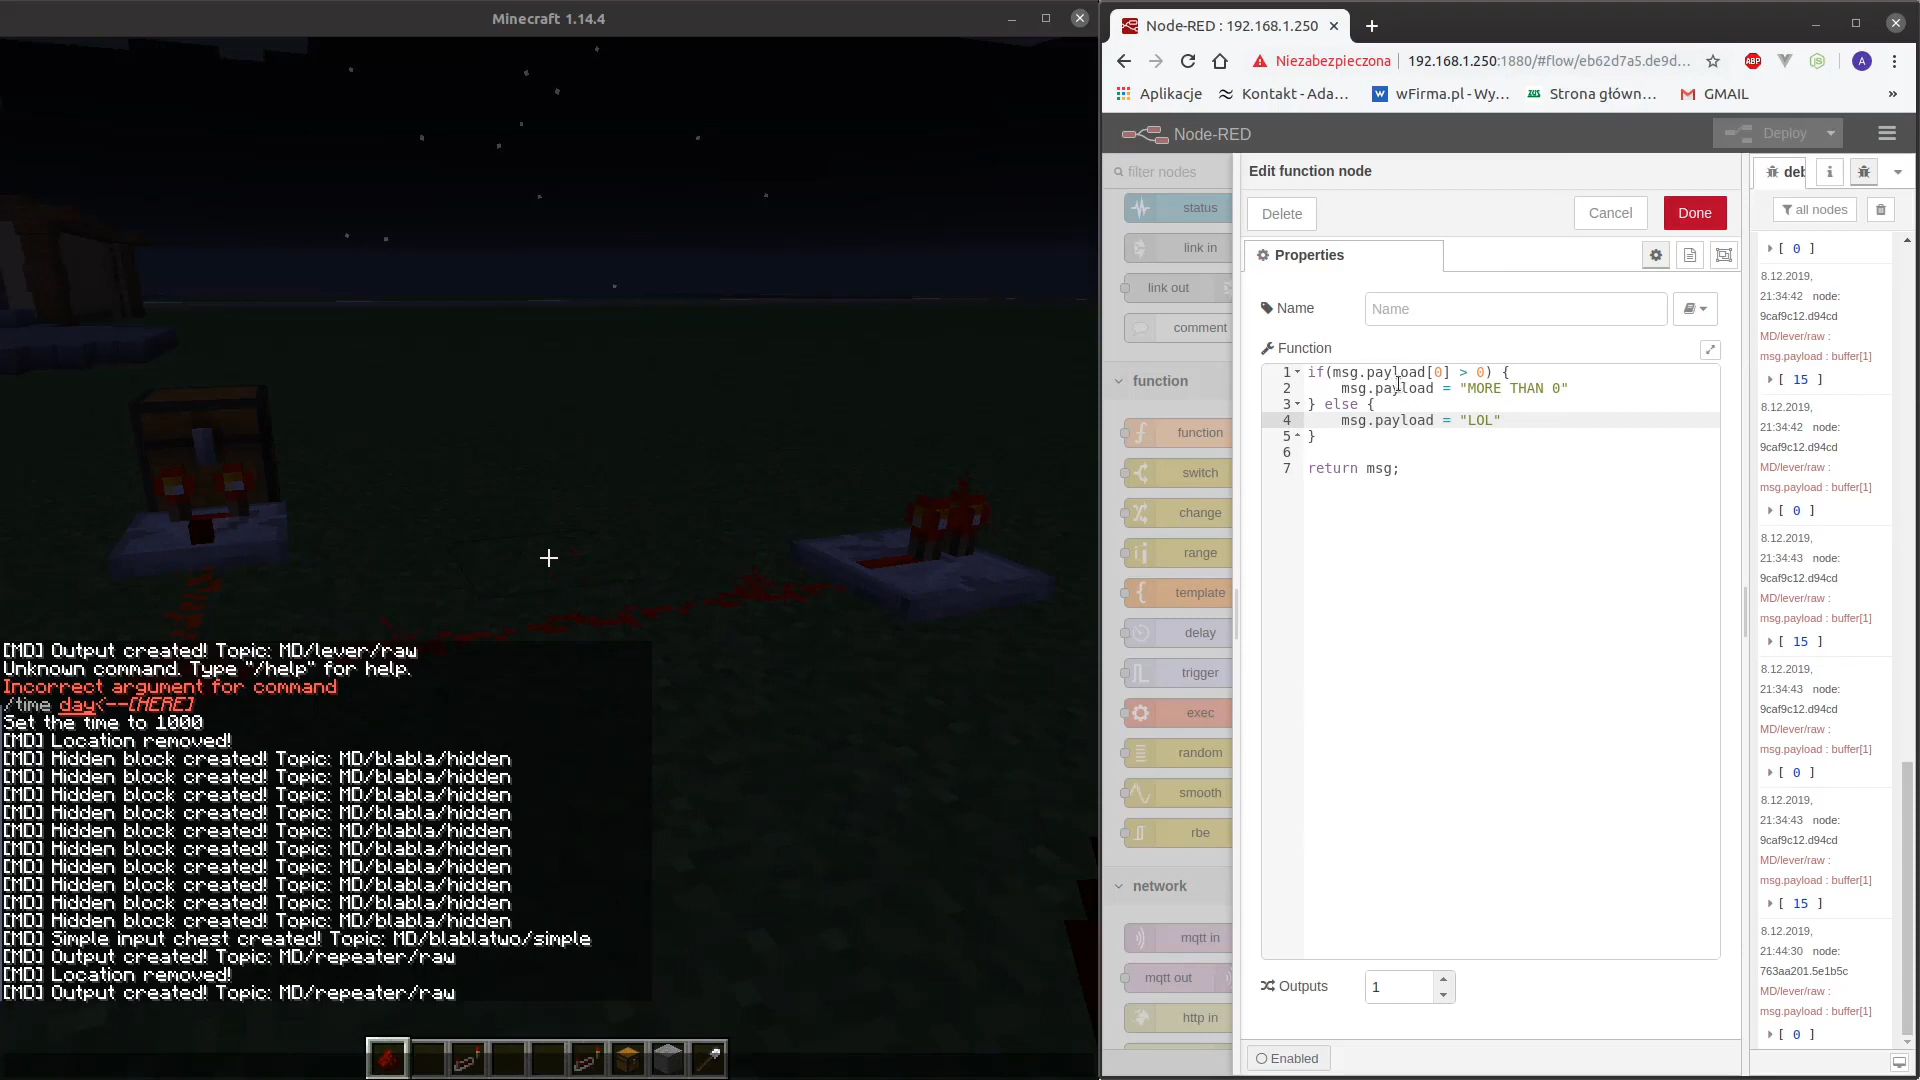 Minecraft 1.14.4
[MD] Output created! Topic: MD/lever/raw
Unknown command. Type "/help" for help.
Incorrect argument for command
/time day<--[HERE]
Set the time to 1000
[MD] Location removed!
[MD] Hidden block created! Topic: MD/blabla/hidden
[MD] Hidden block created! Topic: MD/blabla/hidden
[MD] Hidden block created! Topic: MD/blabla/hidden
[MD] Hidden block created! Topic: MD/blabla/hidden
[MD] Hidden block created! Topic: MD/blabla/hidden
[MD] Hidden block created! Topic: MD/blabla/hidden
[MD] Hidden block created! Topic: MD/blabla/hidden
[MD] Hidden block created! Topic: MD/blabla/hidden
[MD] Hidden block created! Topic: MD/blabla/hidden
[MD] Hidden block created! Topic: MD/blabla/hidden
[MD] Simple input chest created! Topic: MD/blablatwo/simple
[MD] Output created! Topic: MD/repeater/raw
[MD] Location removed!
[MD] Output created! Topic: MD/repeater/raw
Node-RED : 192.168.1.250
Niezabezpieczona
192.168.1.250:1880/#flow/eb62d7a5.de9d...
ABP
A
Aplikacje
Kontakt - Ada...
wFirma.pl - Wy...
Strona główn...
GMAIL
»
Node-RED
Deploy
filter nodes
status
link in
link out
comment
function
function
switch
change
range
template
delay
trigger
exec
random
smooth
rbe
network
mqtt in
mqtt out
http in
Edit function node
Delete
Cancel
Done
Properties
Name
Name
Function
1 if(msg.payload[0] > 0) {
2 msg.payload = "MORE THAN 0"
3 } else {
4 msg.payload = "LOL"
5 }
6
7 return msg;
Outputs
1
Enabled
deb
all nodes
[ 0 ]
8.12.2019,
21:34:42 node:
9caf9c12.d94cd
MD/lever/raw :
msg.payload : buffer[1]
[ 15 ]
8.12.2019,
21:34:42 node:
9caf9c12.d94cd
MD/lever/raw :
msg.payload : buffer[1]
[ 0 ]
8.12.2019,
21:34:43 node:
9caf9c12.d94cd
MD/lever/raw :
msg.payload : buffer[1]
[ 15 ]
8.12.2019,
21:34:43 node:
9caf9c12.d94cd
MD/lever/raw :
msg.payload : buffer[1]
[ 0 ]
8.12.2019,
21:34:43 node:
9caf9c12.d94cd
MD/lever/raw :
msg.payload : buffer[1]
[ 15 ]
8.12.2019,
21:44:30 node:
763aa201.5e1b5c
MD/lever/raw :
msg.payload : buffer[1]
[ 0 ]